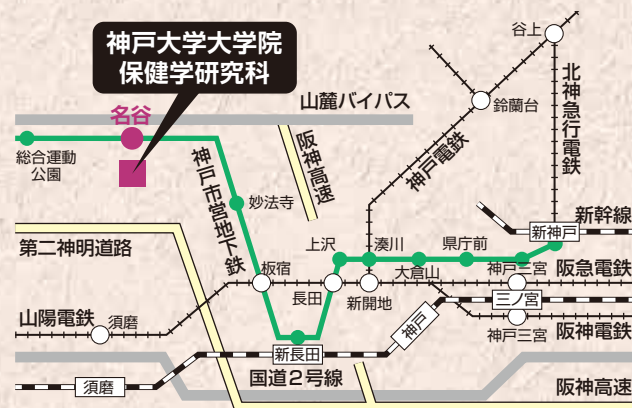 神戸大学大学院
保健学研究科
谷上
山麓バイパス
鈴蘭台
北神急行電鉄
名谷
総合運動
公園
神戸市営地下鉄
阪神高速
神戸電鉄
妙法寺
新幹線
新神戸
第二神明道路
上沢
湊川
県庁前
大倉山
神戸三宮
阪急電鉄
板宿
長田
新開地
三ノ宮
山陽電鉄
須磨
神戸
神戸三宮
阪神電鉄
新長田
国道2号線
須磨
阪神高速